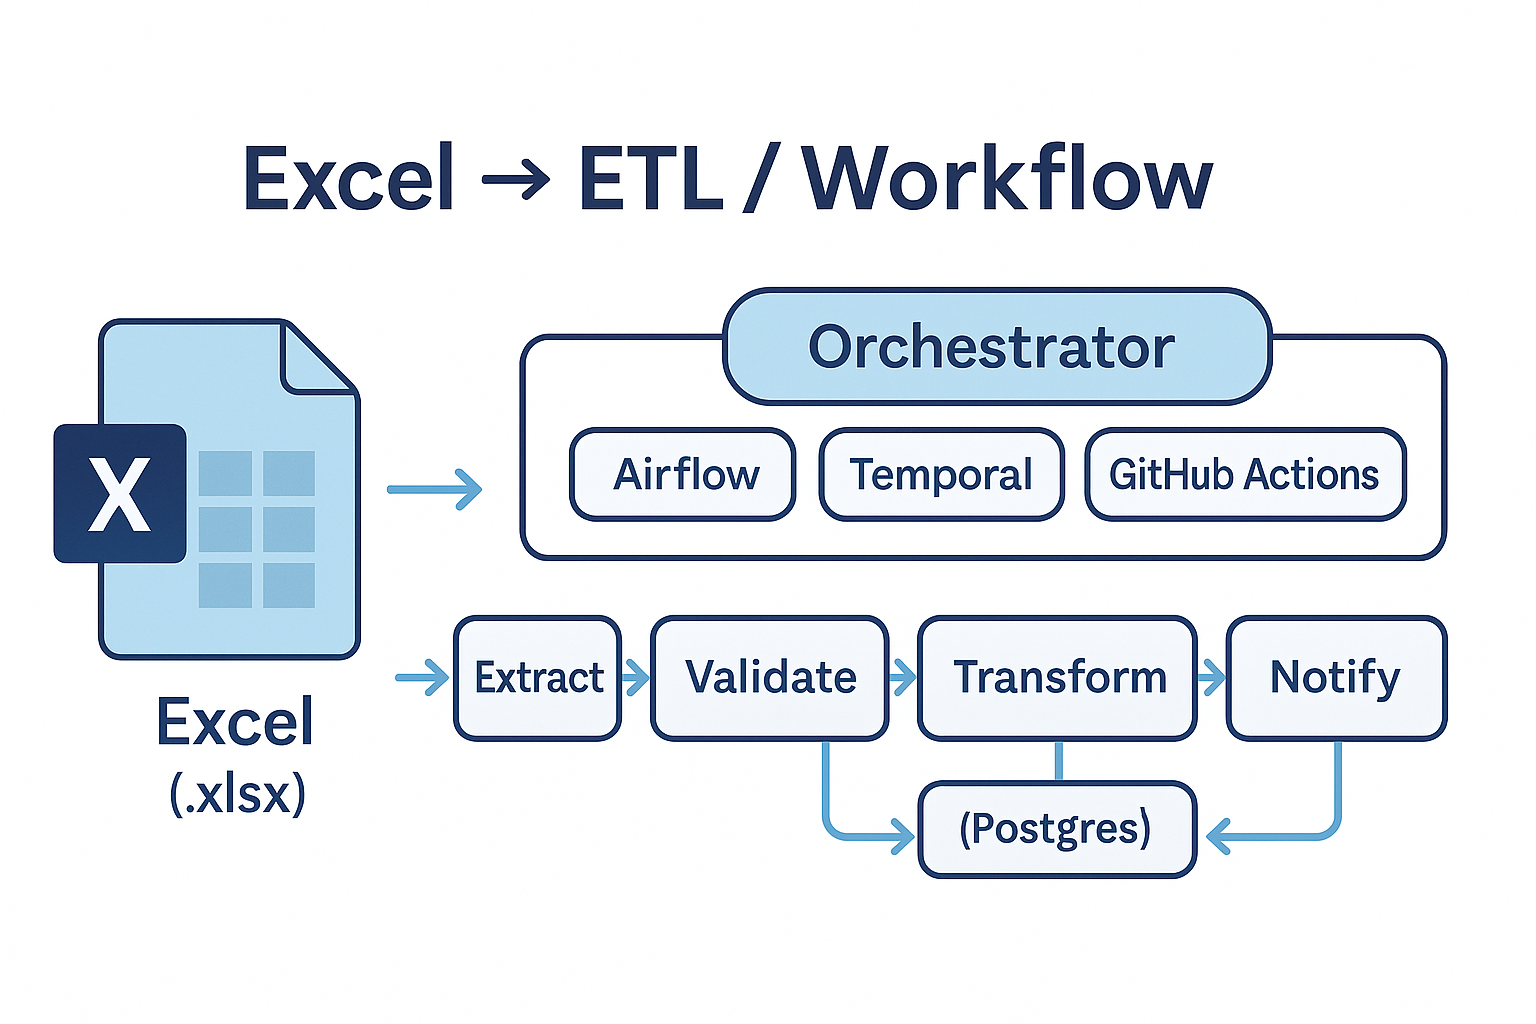 Excel → ETL / Workflow
Orchestrator
Airflow
Temporal
GitHub Actions
X
Extract
Validate
Transform
Notify
Excel
(.xlsx)
(Postgres)